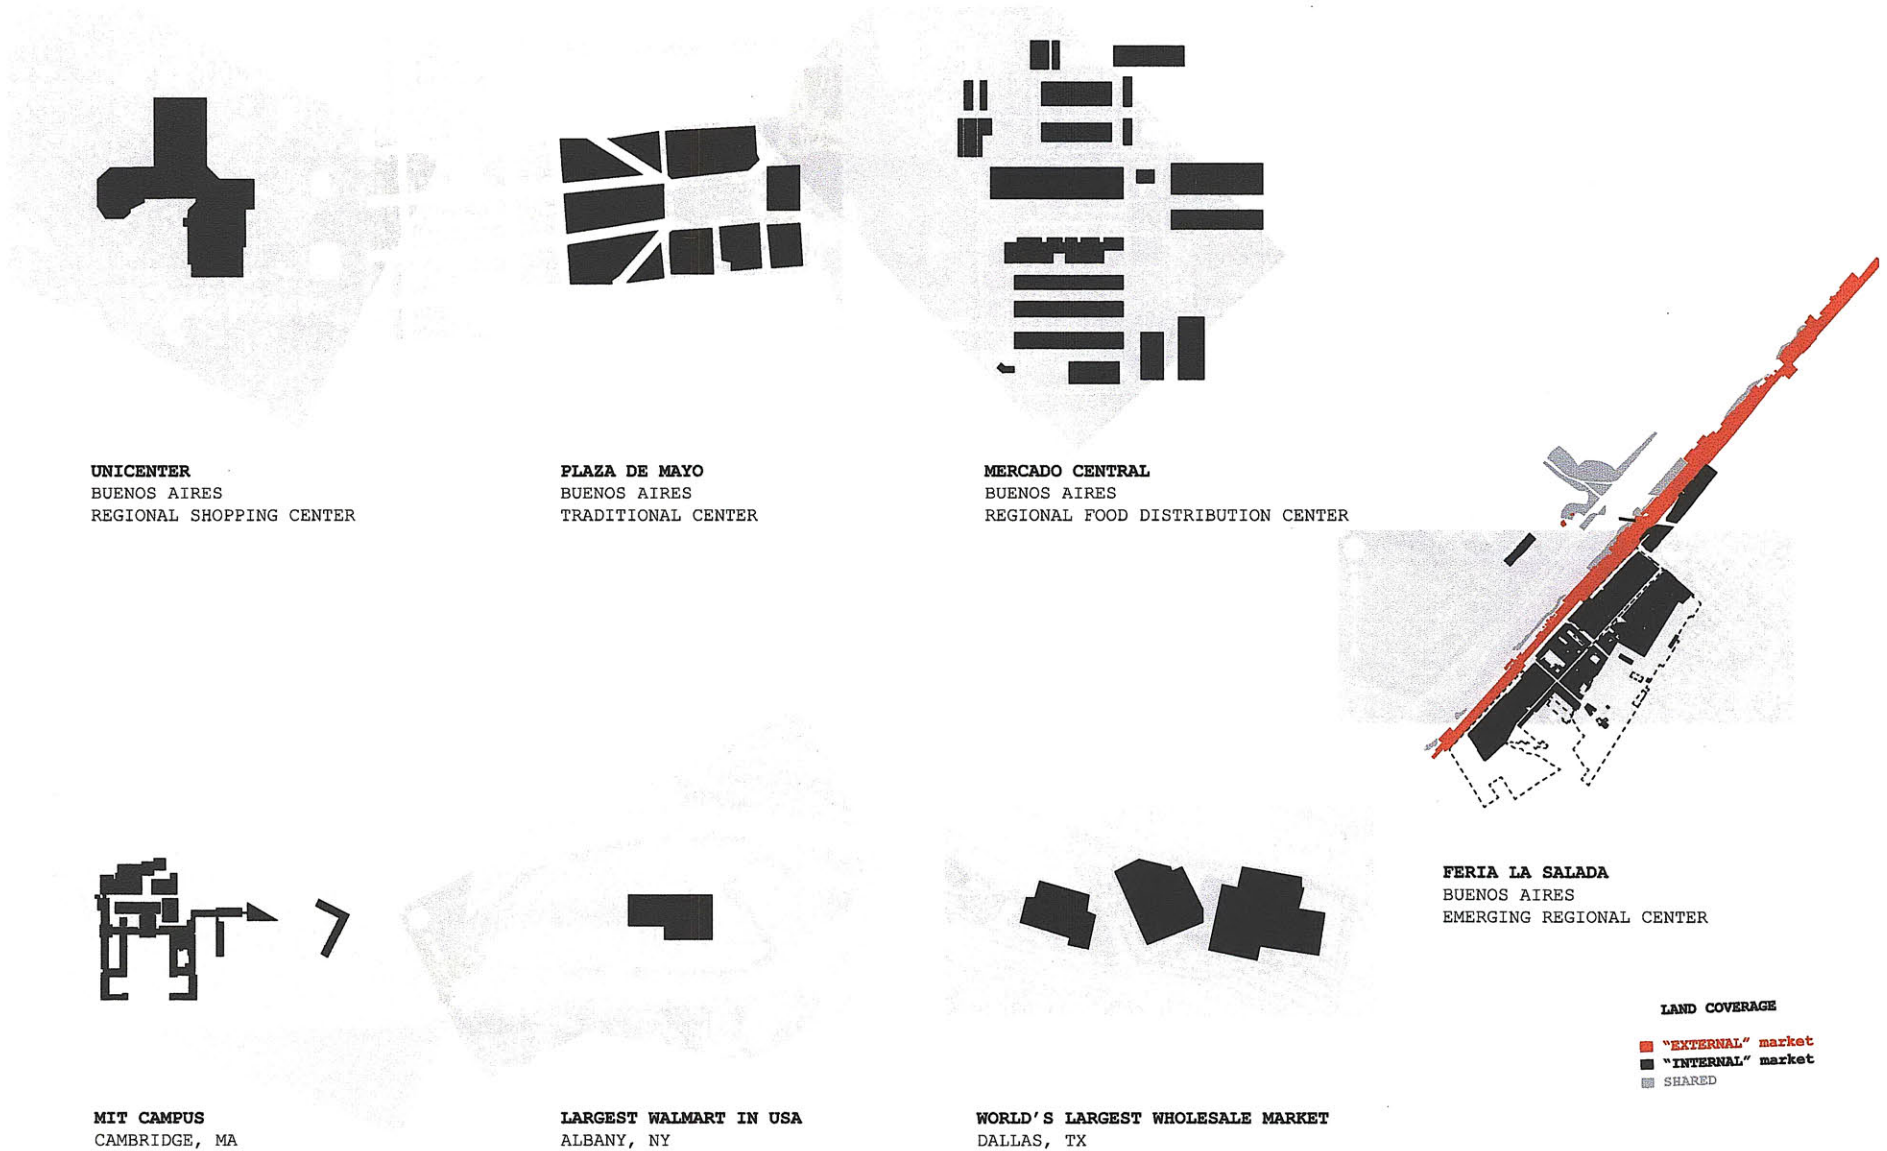 UNICENTER
BUENOS AIRES
REGIONAL SHOPPING CENTER
PLAZA DE MAYO
BUENOS AIRES
TRADITIONAL CENTER
MERCADO CENTRAL
BUENOS AIRES
REGIONAL FOOD DISTRIBUTION CENTER
FERIA LA SALADA
BUENOS AIRES
EMERGING REGIONAL CENTER
LAND COVERAGE
"EXTERNAL" market
"INTERNAL" market
SHARED
MIT CAMPUS
CAMBRIDGE, MA
LARGEST WALMART IN USA
ALBANY, NY
WORLD'S LARGEST WHOLESALE MARKET
DALLAS, TX